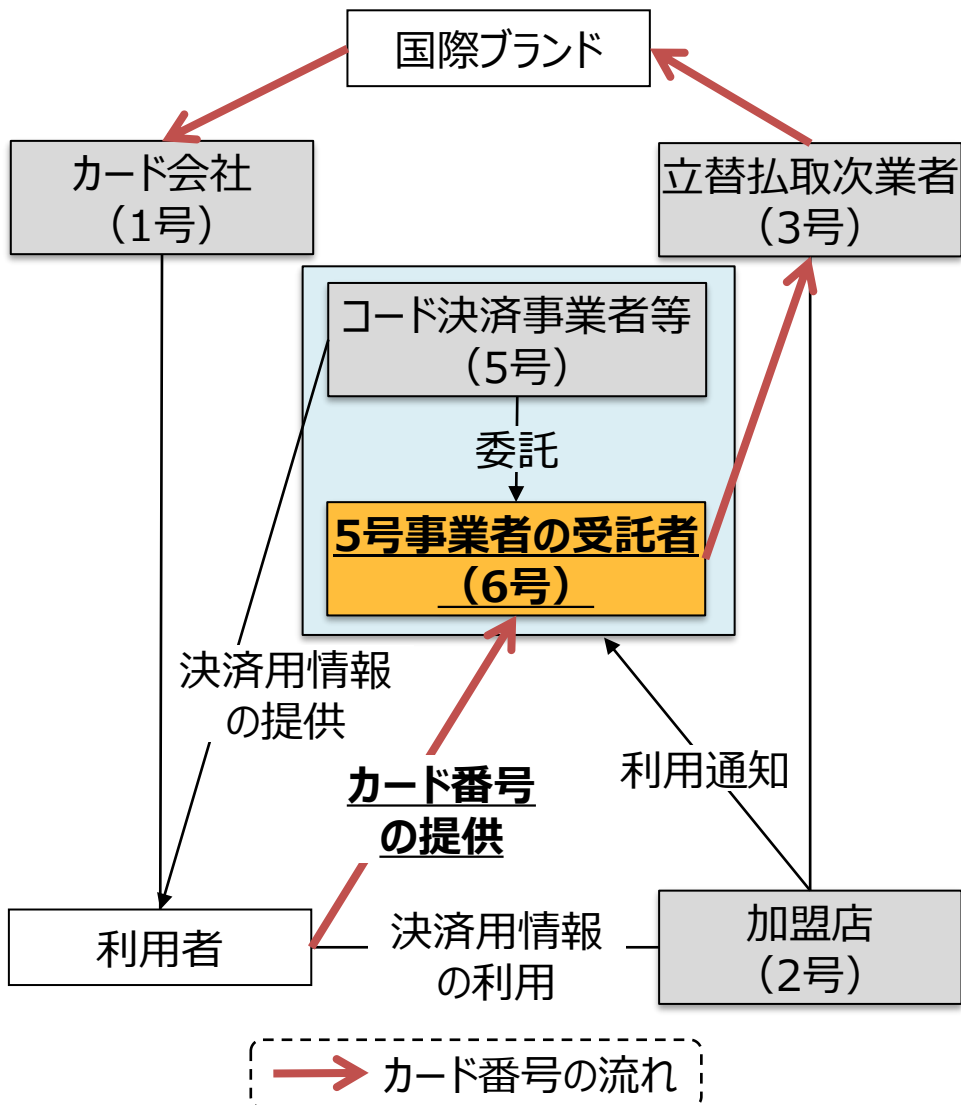 国際ブランド
カード会社
（1号）
立替払取次業者
（3号）
コード決済事業者等
（5号）
委託
5号事業者の受託者
（6号）
決済用情報
の提供
カード番号
の提供
利用通知
利用者
決済用情報
の利用
加盟店
（2号）
カード番号の流れ